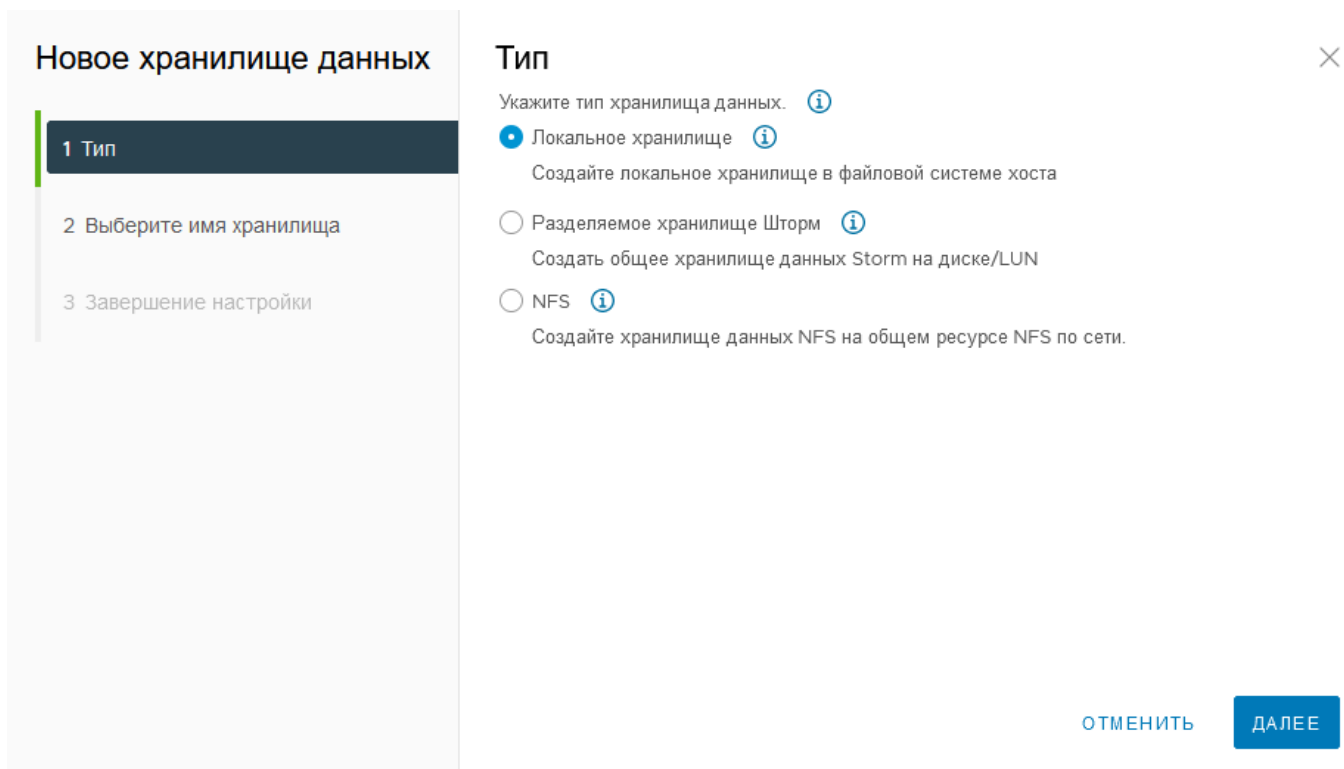 Новое хранилище данных
1 Тип
2 Выберите имя хранилища
3 Завершение настройки
Тип
Укажите тип хранилища данных.
Локальное хранилище
Создайте локальное хранилище в файловой системе хоста
Разделяемое хранилище Шторм
Создать общее хранилище данных Storm на диске/LUN
NFS
Создайте хранилище данных NFS на общем ресурсе NFS по сети.
ОТМЕНИТЬ
ДАЛЕЕ